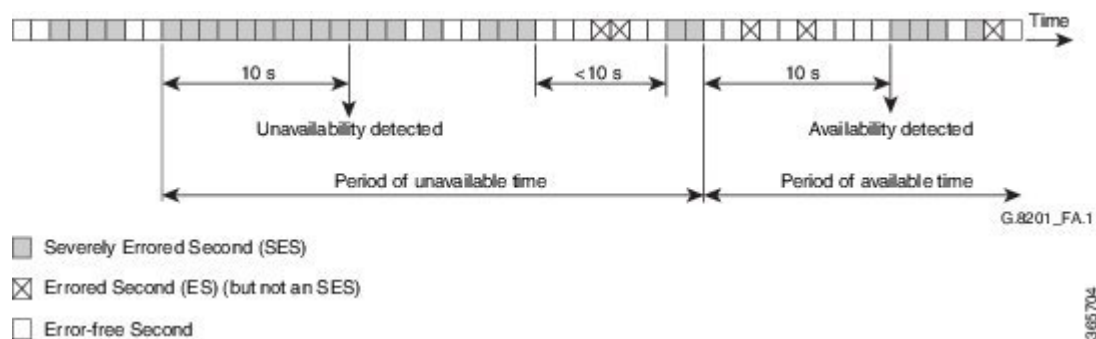 Time
10 s
<10 s
10 s
Unavailability detected
Availability detected
Period of unavailable time
Period of available time
G.8201_FA.1
Severely Errored Second (SES)
Errored Second (ES) (but not an SES)
Error-free Second
365704